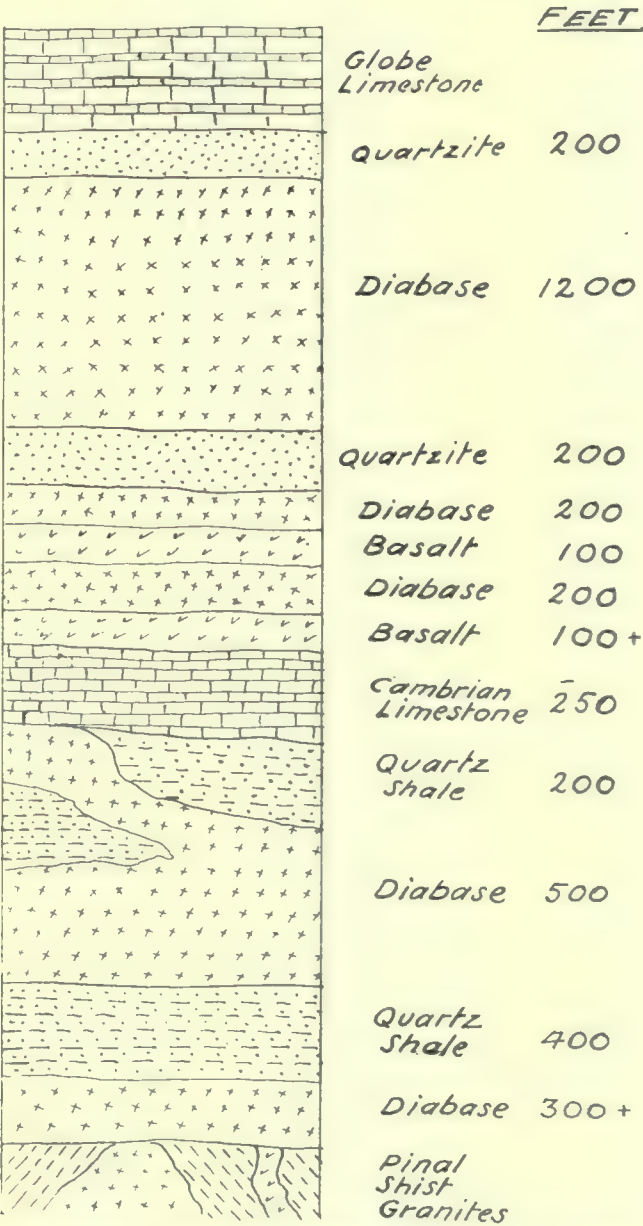 FEET.
Globe
Limestone
Quartzite 200
Diabase 1200
Quartzite 200
Diabase 200
Basalt 100
Diabase 200
Basalt 100+
Cambrian
Limestone 250
Quartz
Shale 200
Diabase 500
Quartz
Shale 400
Diabase 300+
Pinal
Shist
Granites